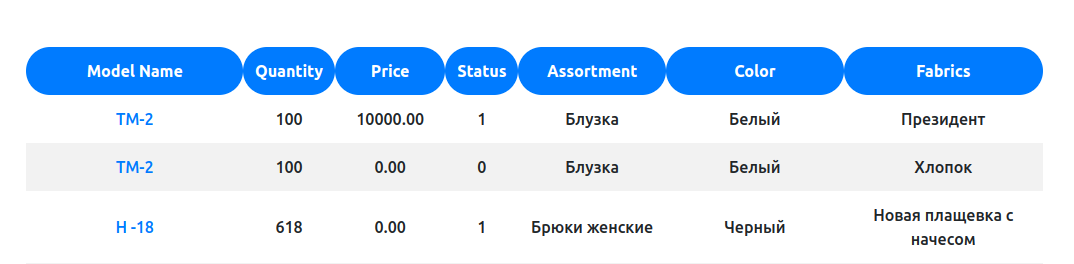 Model Name Quantity Price Status Assortment Color Fabrics
ТМ-2 100 10000.00 1 Блузка Белый Президент
ТМ-2 100 0.00 0 Блузка Белый Хлопок
Н -18 618 0.00 1 Брюки женские Черный Новая плащевка с
начесом